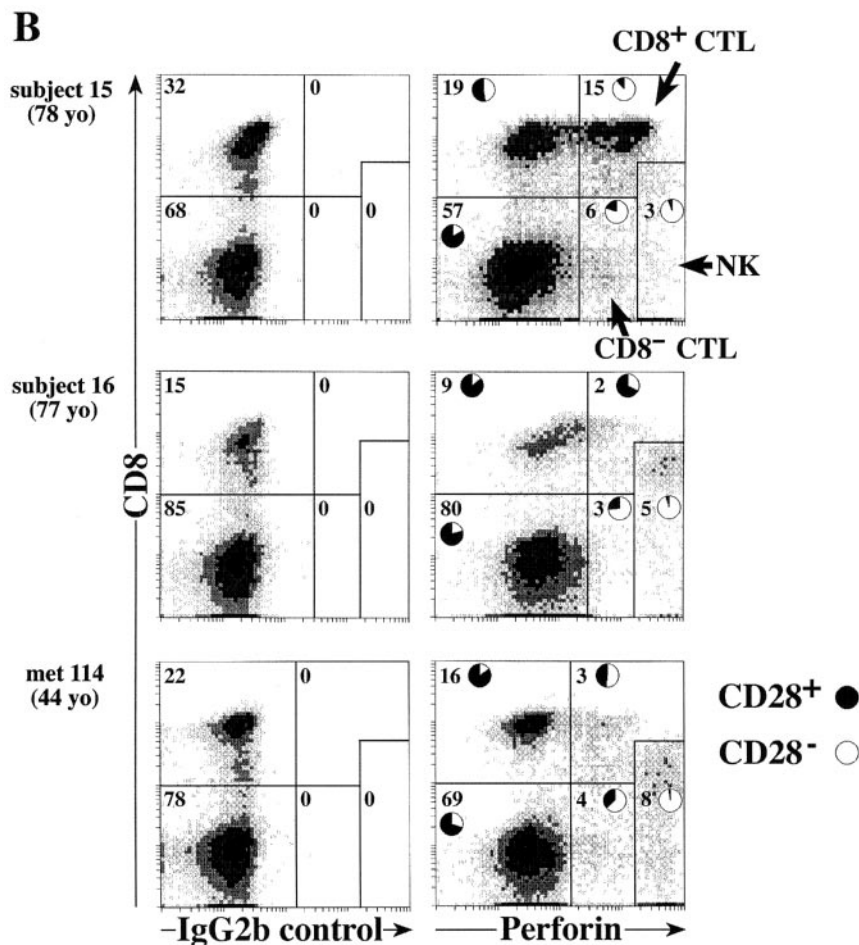 B
CD8+ CTL
subject 15
(78 yo)
32
0
19
15
68
0
0
57
6
3
NK
CD8- CTL
subject 16
(77 yo)
15
0
9
2
CD8
85
0
0
80
3
5
met 114
(44 yo)
22
0
16
3
CD28+
CD28-
78
0
0
69
4
8
IgG2b control
Perforin